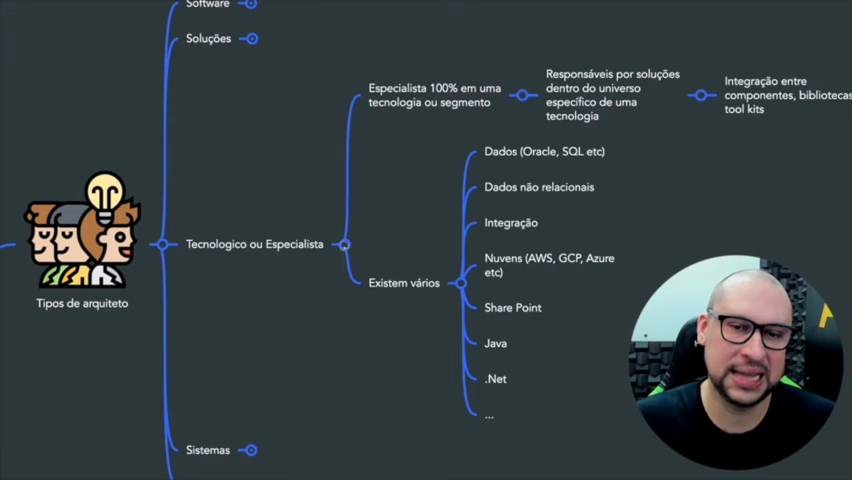 Software
Soluções
Especialista 100% em uma
tecnologia ou segmento
Responsáveis por soluções
dentro do universo
específico de uma
tecnologia
Integração entre
componentes, bibliotecas
tool kits
Dados (Oracle, SQL etc)
Dados não relacionais
Integração
Nuvens (AWS, GCP, Azure
etc)
Tecnologico ou Especialista
Existem vários
Share Point
Java
.Net
...
Tipos de arquiteto
Sistemas